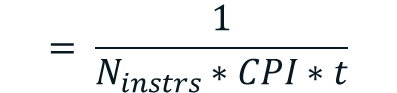 = 1 / (N_instrs * CPI * t)